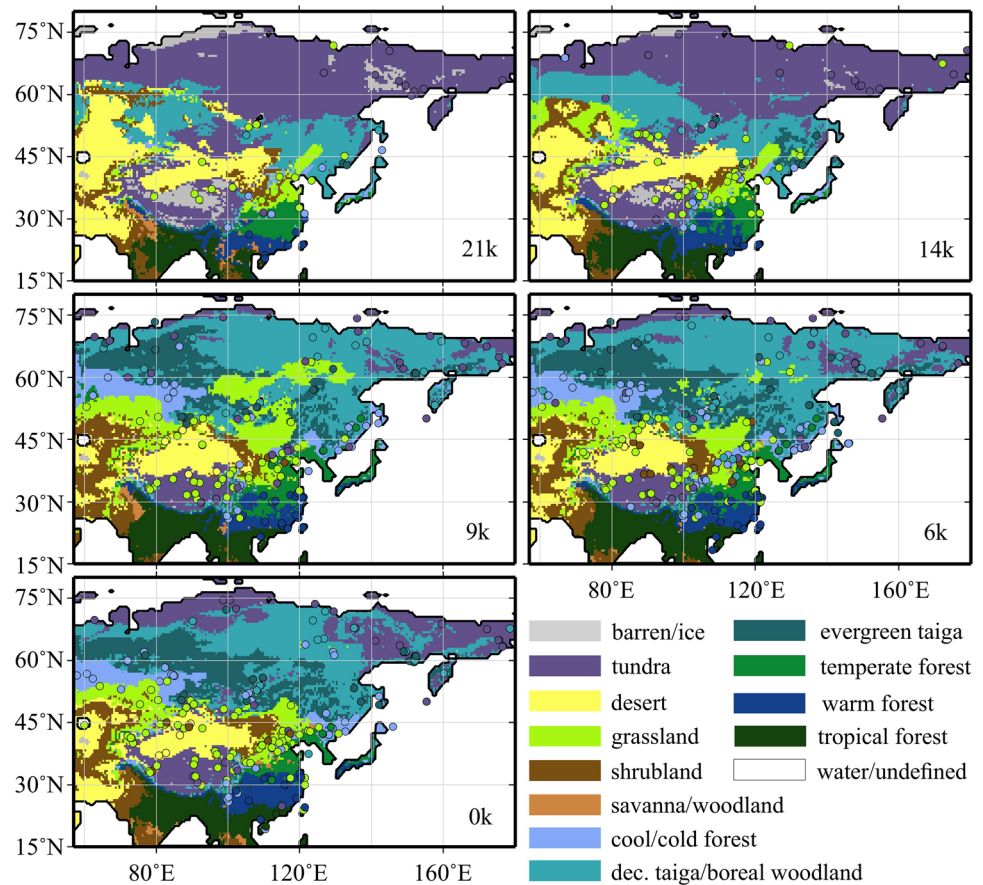 75°N
60°N
45°N
30°N
15°N
21k
14k
75°N
60°N
45°N
30°N
15°N
9k
6k
80°E 120°E 160°E
75°N
60°N
45°N
30°N
15°N
0k
80°E 120°E 160°E
barren/ice
tundra
desert
grassland
shrubland
savanna/woodland
cool/cold forest
dec. taiga/boreal woodland
evergreen taiga
temperate forest
warm forest
tropical forest
water/undefined